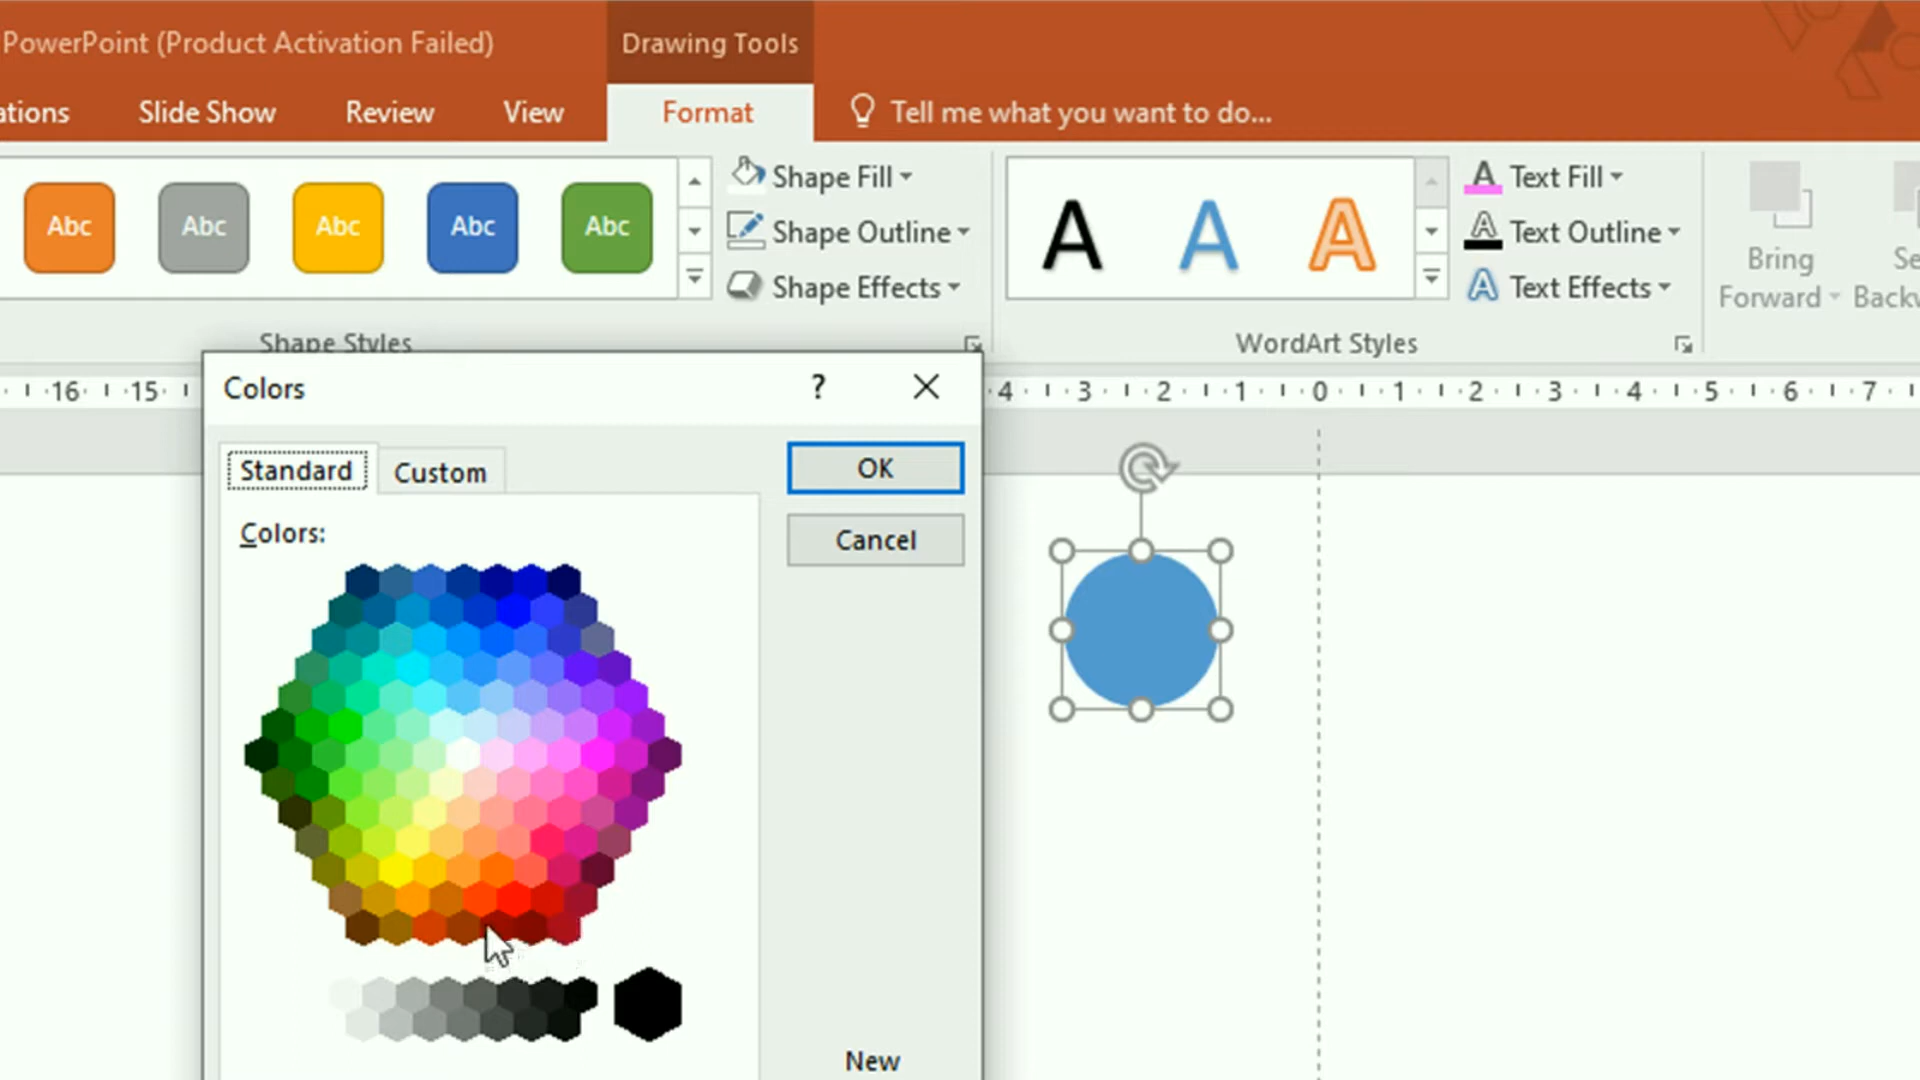 PowerPoint (Product Activation Failed)
Drawing Tools
ations Slide Show Review View Format Tell me what you want to do...
Abc Abc Abc Abc Abc
Shape Fill
Shape Outline
Shape Effects
Shape Styles
A A A
Text Fill
Text Outline
Text Effects
WordArt Styles
Bring
Forward
Se
Backw
16 15 4 3 2 1 0 1 2 3 4 5 6 7
Colors ?
Standard Custom
OK
Cancel
Colors:
New